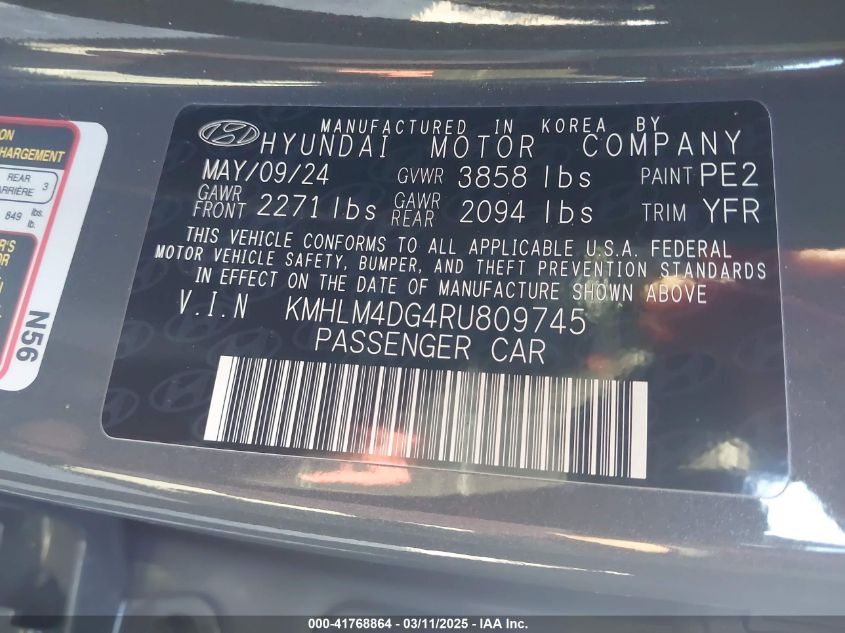 MANUFACTURED IN KOREA BY
HYUNDAI MOTOR COMPANY
MAY/09/24 GVWR 3858 lbs PAINT PE2
GAWR FRONT 2271 lbs GAWR REAR 2094 lbs TRIM YFR
THIS VEHICLE CONFORMS TO ALL APPLICABLE U.S.A. FEDERAL
MOTOR VEHICLE SAFETY, BUMPER, AND THEFT PREVENTION STANDARDS
IN EFFECT ON THE DATE OF MANUFACTURE SHOWN ABOVE
V.I.N KMHLM4DG4RU809745
PASSENGER CAR
REAR 3
849 lbs.
lb.
N56
000-41768864 - 03/11/2025 - IAA Inc.